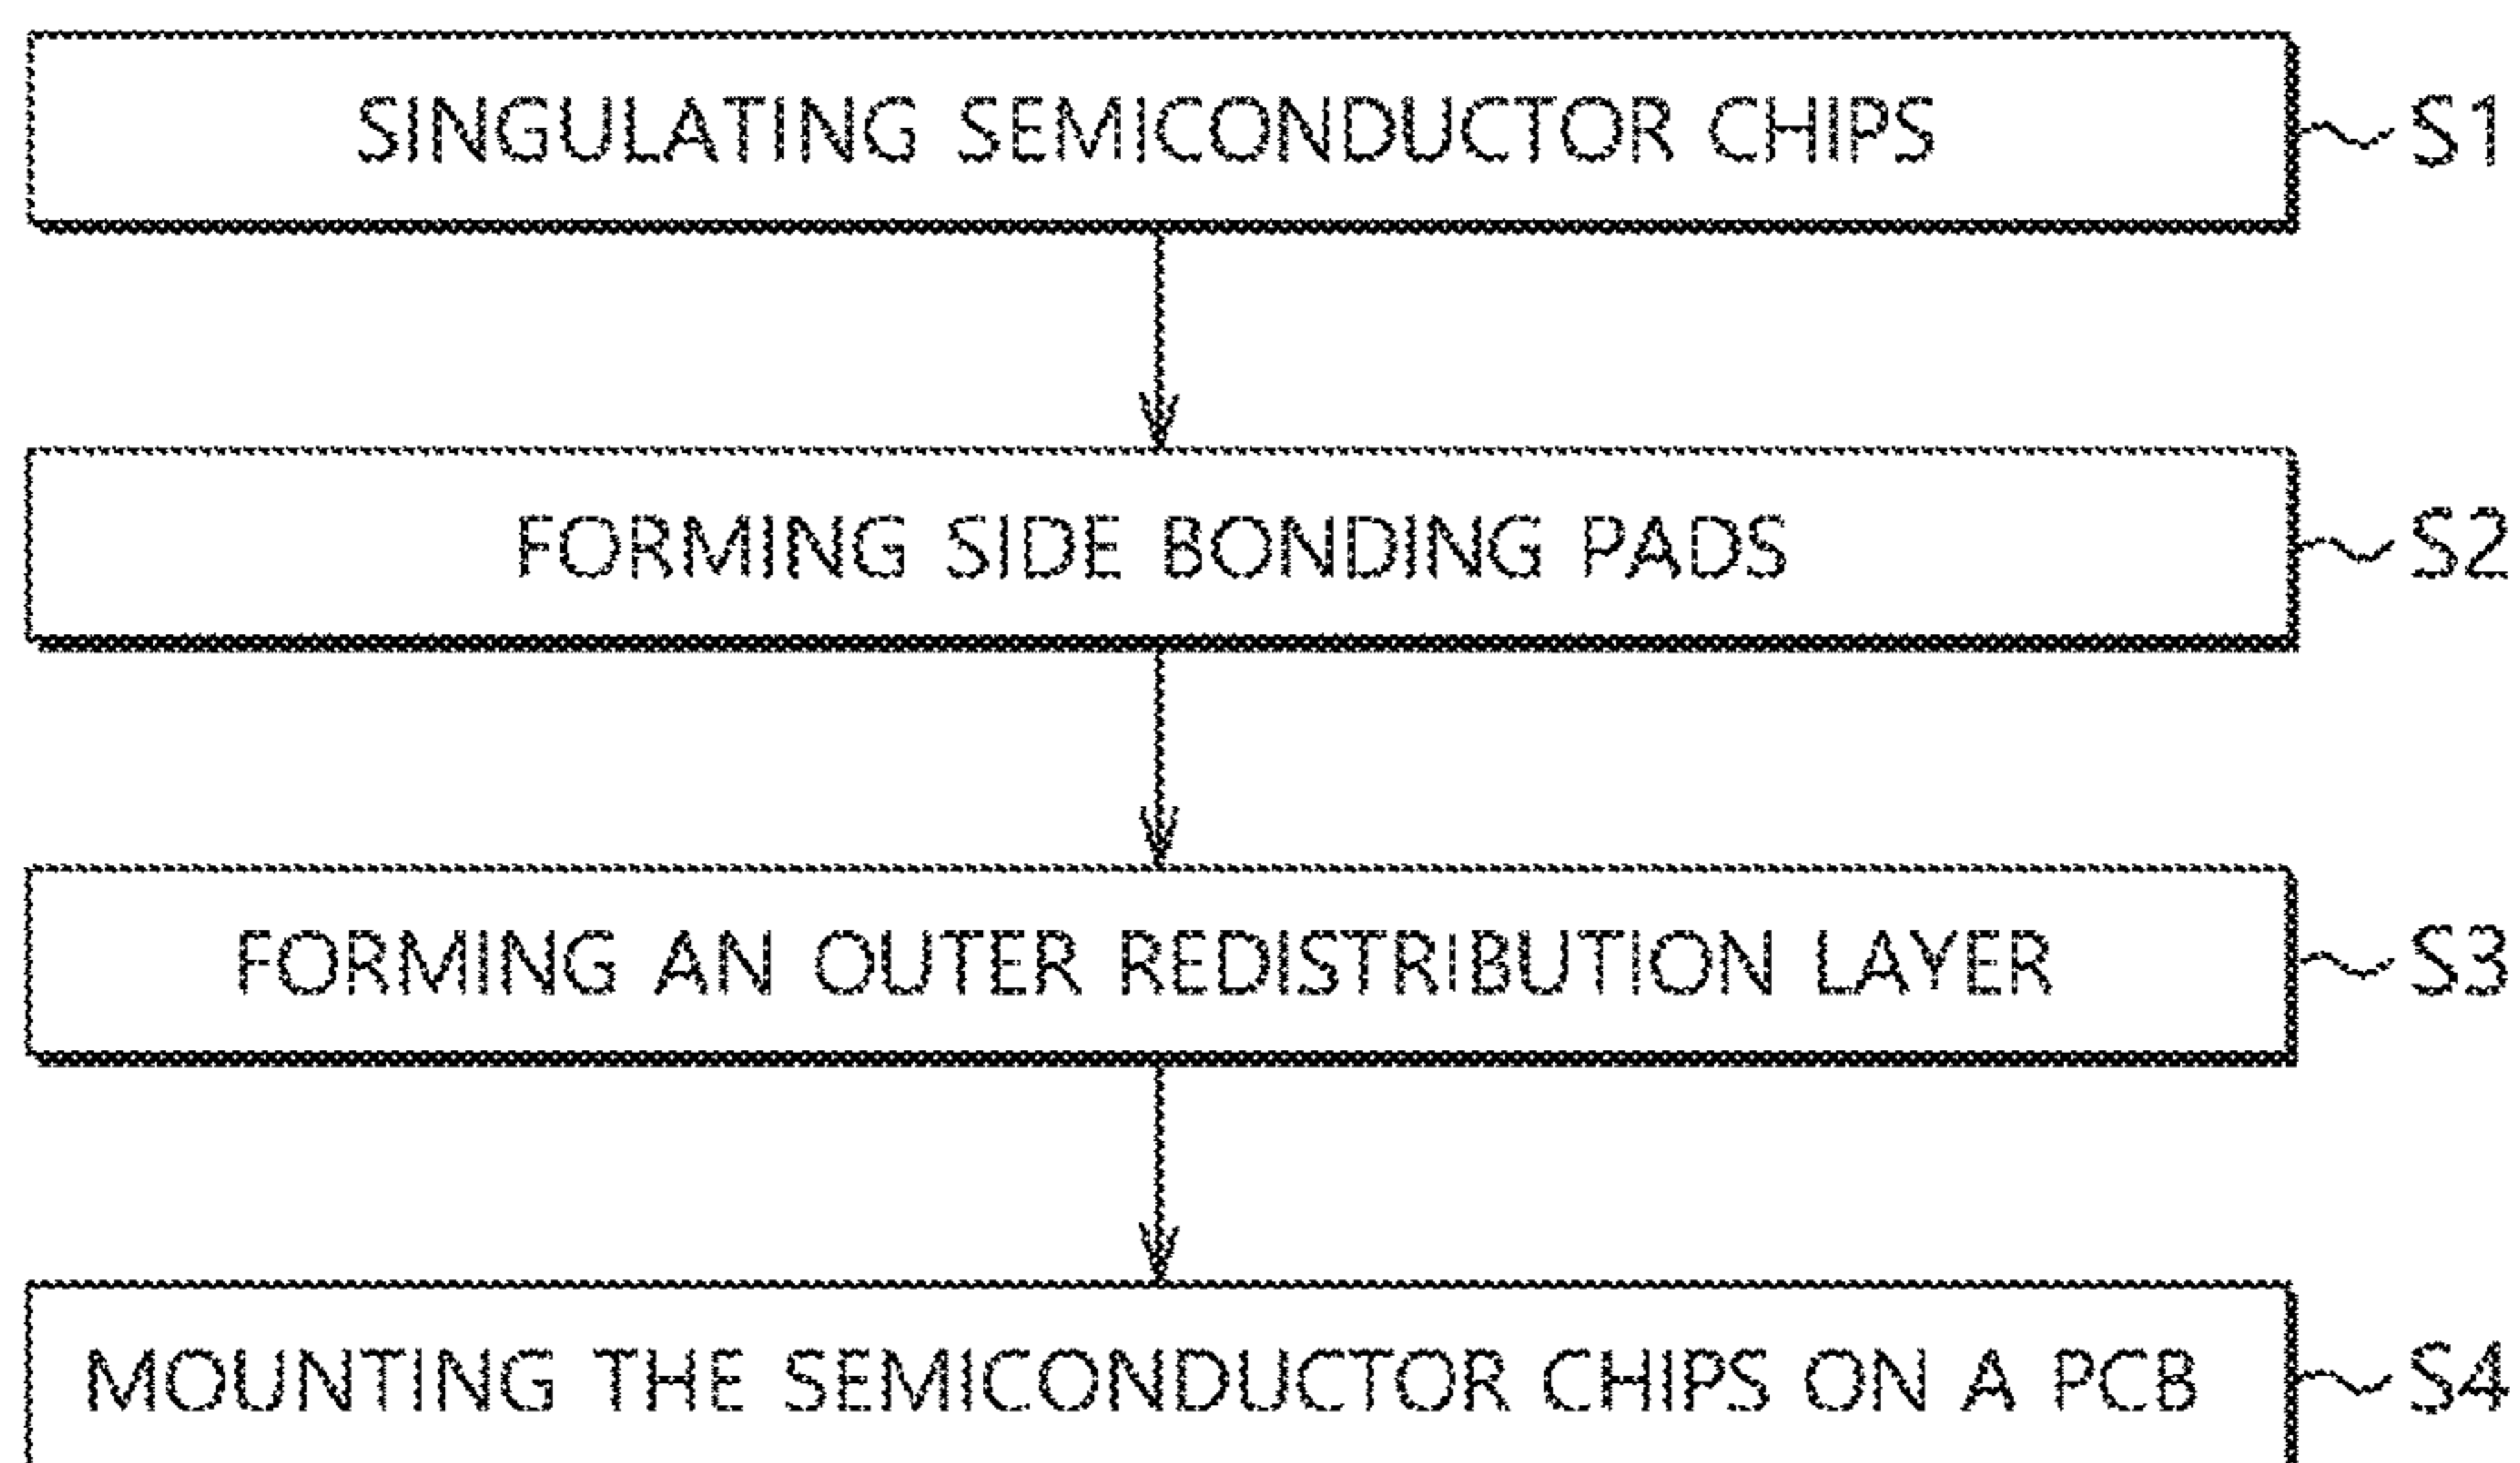 SINGULATING SEMICONDUCTOR CHIPS S1
FORMING SIDE BONDING PADS S2
FORMING AN OUTER REDISTRIBUTION LAYER S3
MOUNTING THE SEMICONDUCTOR CHIPS ON A PCB S4